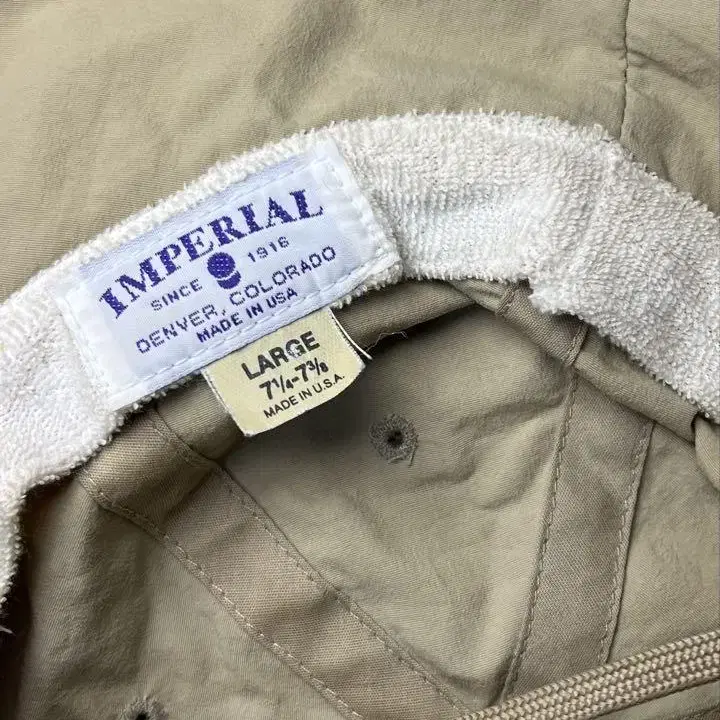 IMPERIAL
SINCE 1916
DENVER, COLORADO
MADE IN USA
LARGE
7¼-7⅜
MADE IN U.S.A.